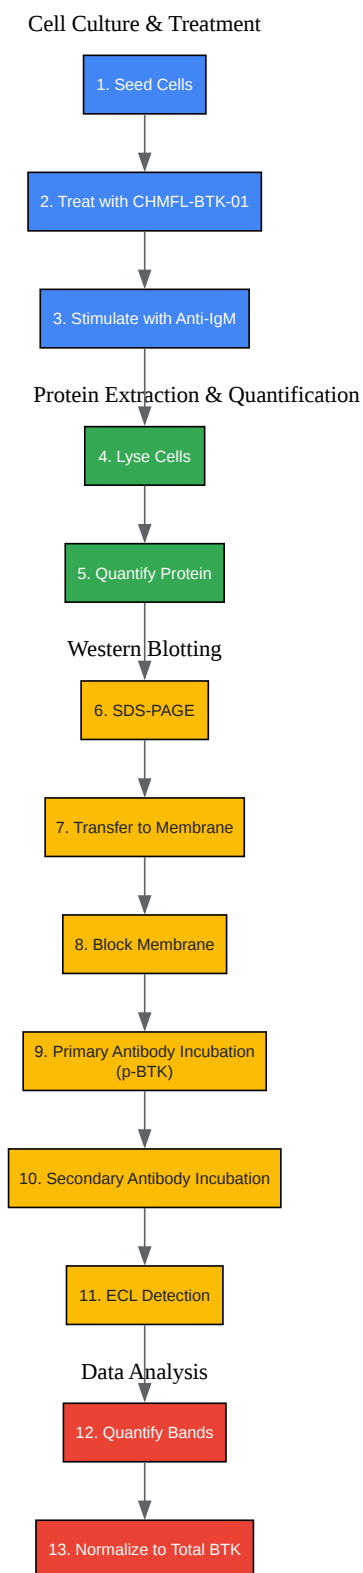 Cell Culture & Treatment
1. Seed Cells
2. Treat with CHMFL-BTK-01
3. Stimulate with Anti-IgM
Protein Extraction & Quantification
4. Lyse Cells
5. Quantify Protein
Western Blotting
6. SDS-PAGE
7. Transfer to Membrane
8. Block Membrane
9. Primary Antibody Incubation
(p-BTK)
10. Secondary Antibody Incubation
11. ECL Detection
Data Analysis
12. Quantify Bands
13. Normalize to Total BTK